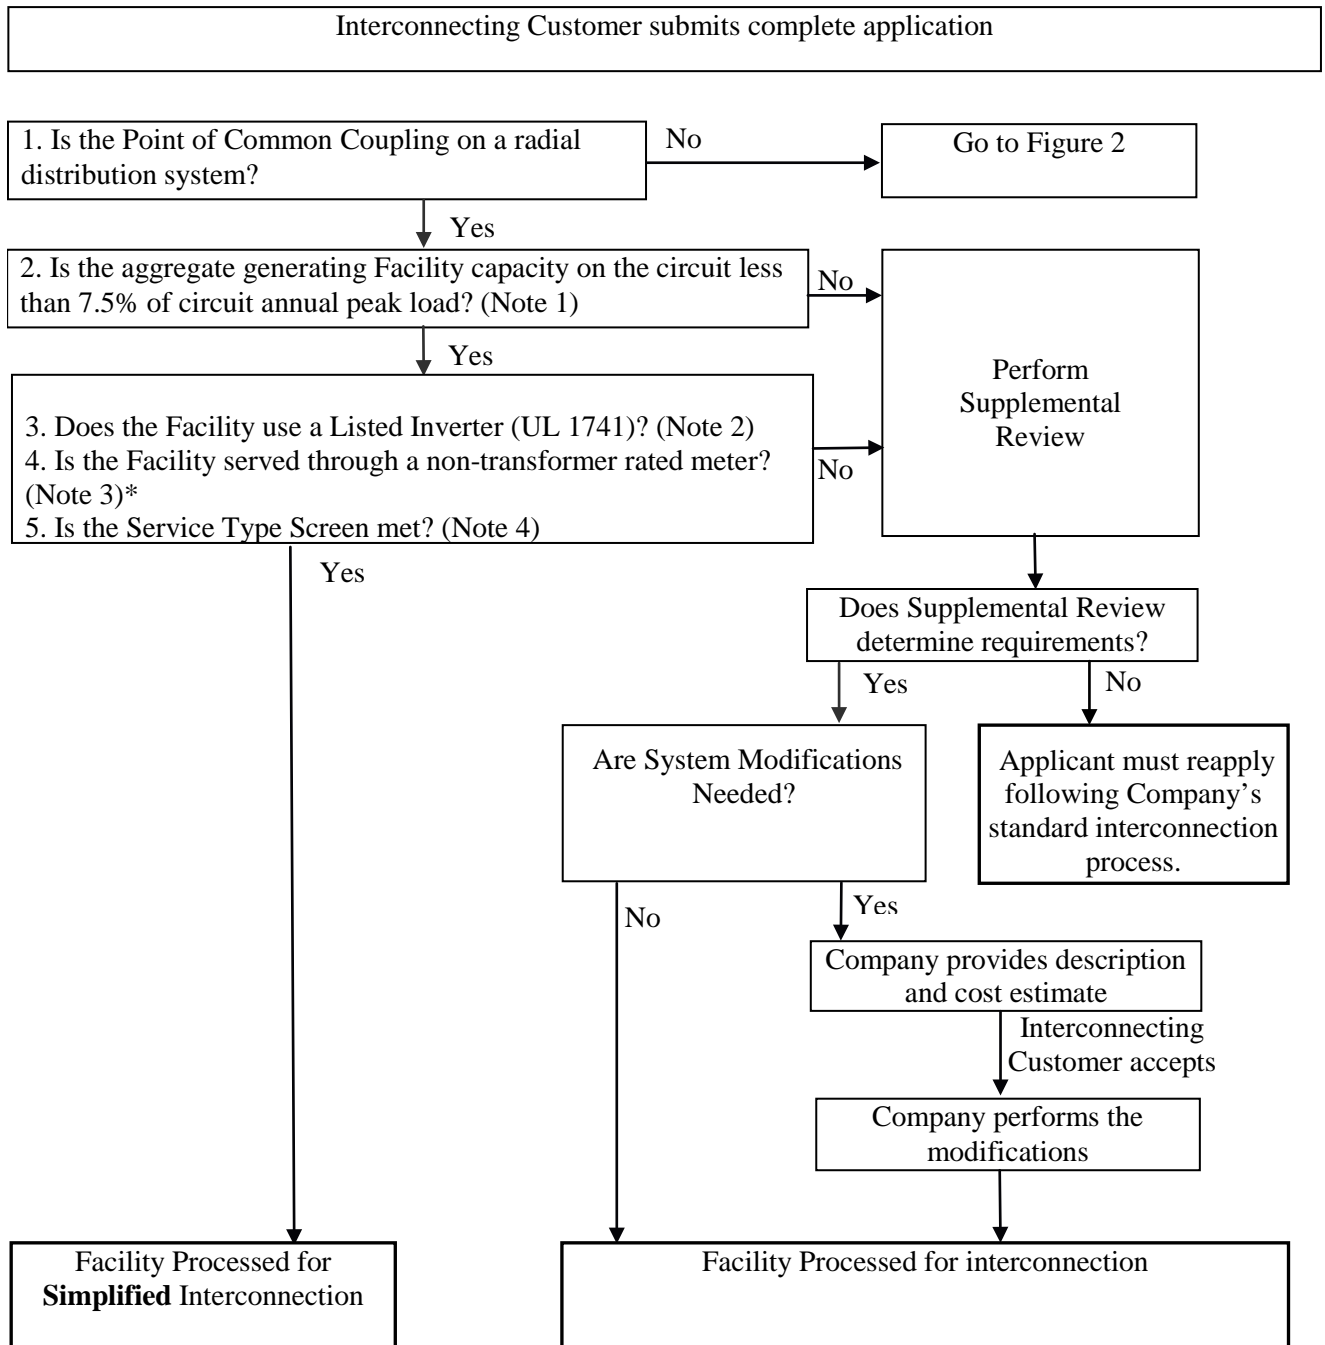 Interconnecting Customer submits complete application
1. Is the Point of Common Coupling on a radial
distribution system?
No
Go to Figure 2
Yes
2. Is the aggregate generating Facility capacity on the circuit less
than 7.5% of circuit annual peak load? (Note 1)
No
Yes
Perform
Supplemental
Review
3. Does the Facility use a Listed Inverter (UL 1741)? (Note 2)
4. Is the Facility served through a non-transformer rated meter?
(Note 3)*
5. Is the Service Type Screen met? (Note 4)
No
Yes
Does Supplemental Review
determine requirements?
Yes
No
Are System Modifications
Needed?
Applicant must reapply
following Company’s
standard interconnection
process.
No
Yes
Company provides description
and cost estimate
Interconnecting
Customer accepts
Company performs the
modifications
Facility Processed for
Simplified Interconnection
Facility Processed for interconnection